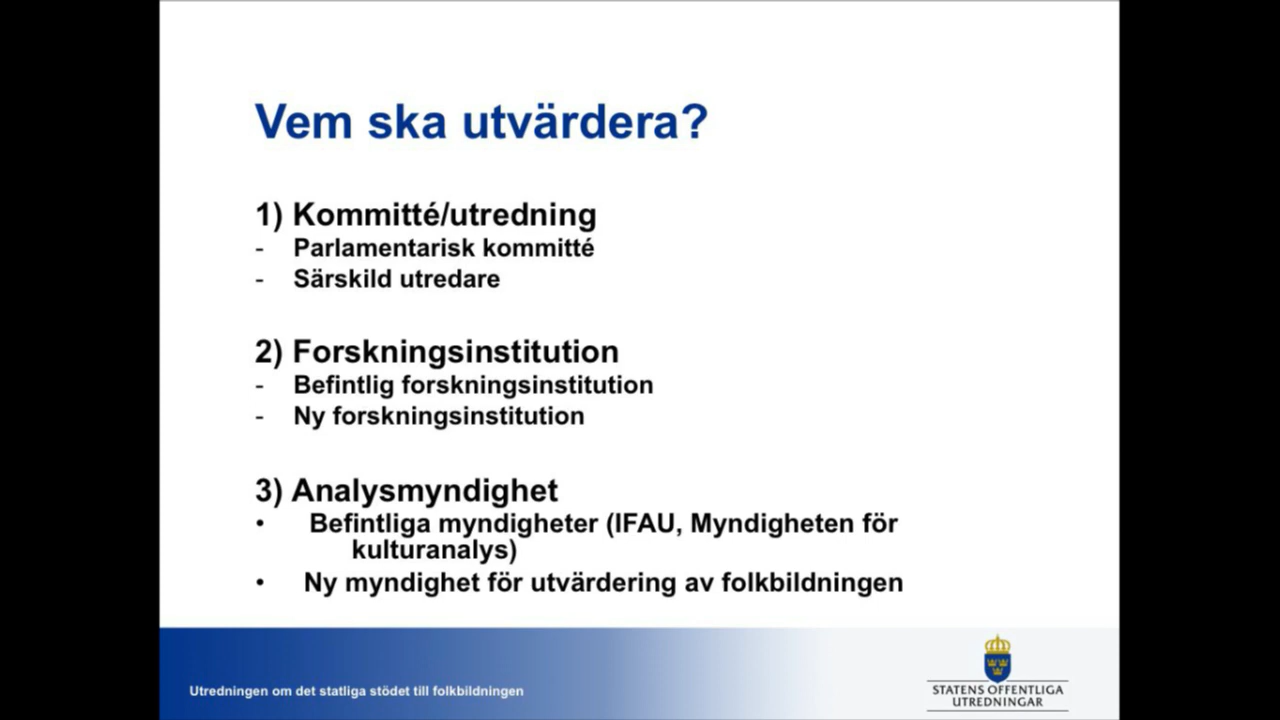 Vem ska utvärdera?
1) Kommitté/utredning
- Parlamentarisk kommitté
- Särskild utredare
2) Forskningsinstitution
- Befintlig forskningsinstitution
- Ny forskningsinstitution
3) Analysmyndighet
• Befintliga myndigheter (IFAU, Myndigheten för
kulturanalys)
• Ny myndighet för utvärdering av folkbildningen
Utredningen om det statliga stödet till folkbildningen
STATENS OFFENTLIGA
UTREDNINGAR